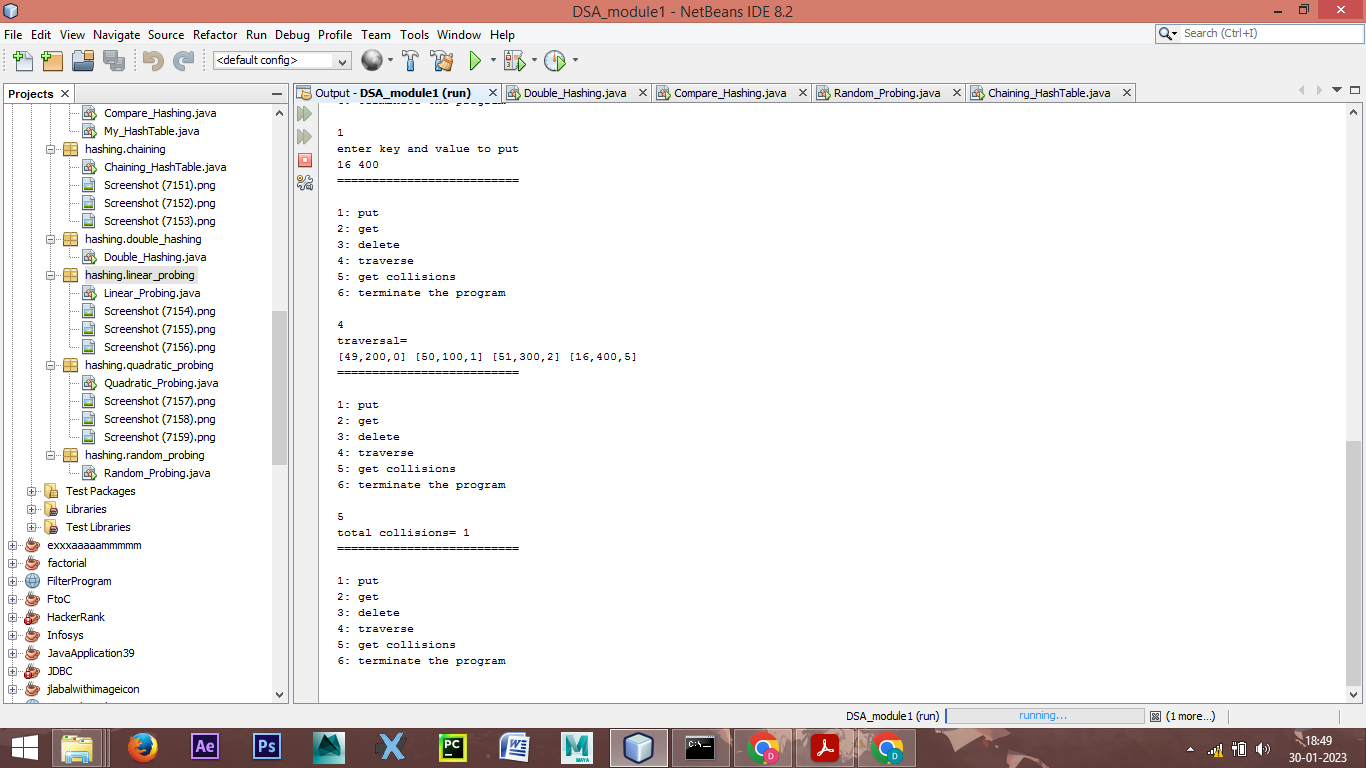 DSA_module1 - NetBeans IDE 8.2
File Edit View Navigate Source Refactor Run Debug Profile Team Tools Window Help
Search (Ctrl+I)
<default config>
Projects
Compare_Hashing.java
My_HashTable.java
hashing.chaining
Chaining_HashTable.java
Screenshot (7151).png
Screenshot (7152).png
Screenshot (7153).png
hashing.double_hashing
Double_Hashing.java
hashing.linear_probing
Linear_Probing.java
Screenshot (7154).png
Screenshot (7155).png
Screenshot (7156).png
hashing.quadratic_probing
Quadratic_Probing.java
Screenshot (7157).png
Screenshot (7158).png
Screenshot (7159).png
hashing.random_probing
Random_Probing.java
Test Packages
Libraries
Test Libraries
exxxaaaaammmmm
factorial
FilterProgram
FtoC
HackerRank
Infosys
JavaApplication39
JDBC
jlabalwithimageicon
Output - DSA_module1 (run) Double_Hashing.java Compare_Hashing.java Random_Probing.java Chaining_HashTable.java
6: terminate the program
1
enter key and value to put
16 400
==========================
1: put
2: get
3: delete
4: traverse
5: get collisions
6: terminate the program
4
traversal=
[49,200,0] [50,100,1] [51,300,2] [16,400,5]
==========================
1: put
2: get
3: delete
4: traverse
5: get collisions
6: terminate the program
5
total collisions= 1
==========================
1: put
2: get
3: delete
4: traverse
5: get collisions
6: terminate the program
DSA_module1 (run) running... (1 more...)
Ae Ps PC W M MAYA C:\ D D
18:49
30-01-2023